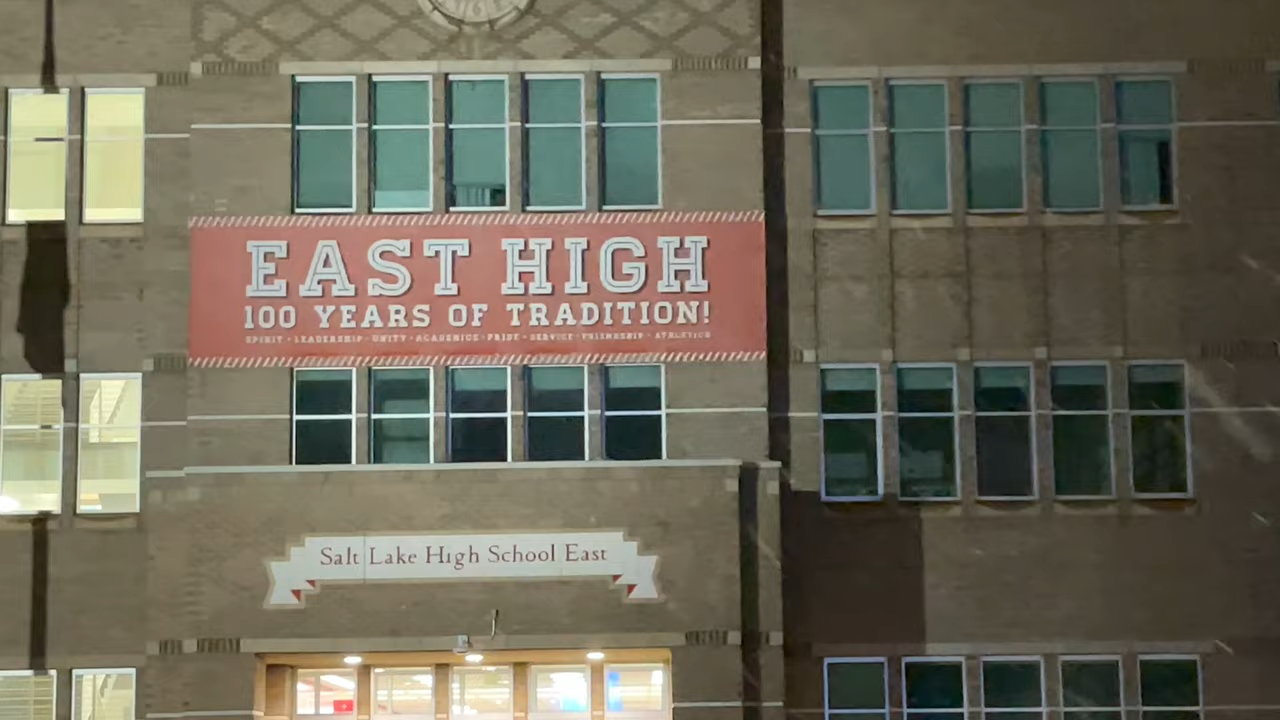 EAST HIGH
100 YEARS OF TRADITION!
SPIRIT · LEADERSHIP · UNITY · ACADEMICS · PRIDE · SERVICE · FRIENDSHIP · ATHLETICS
Salt Lake High School East